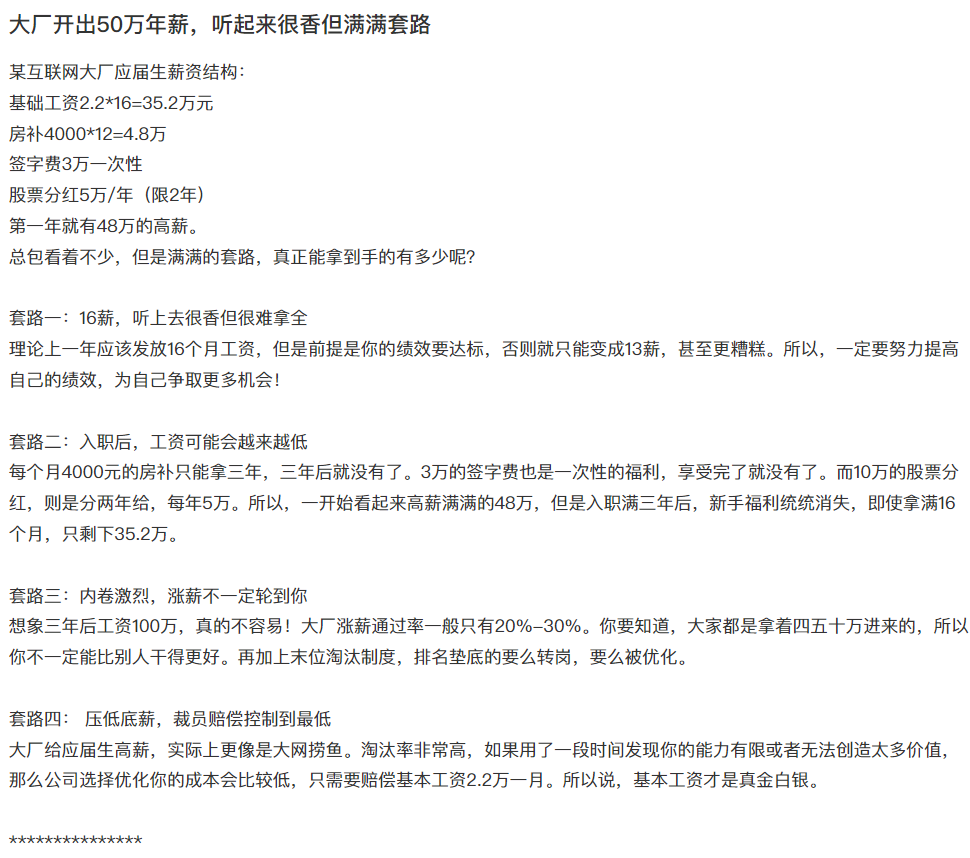 大厂开出50万年薪，听起来很香但满满套路
某互联网大厂应届生薪资结构：
基础工资2.2*16=35.2万元
房补4000*12=4.8万
签字费3万一次性
股票分红5万/年（限2年）
第一年就有48万的高薪。
总包看着不少，但是满满的套路，真正能拿到手的有多少呢？
套路一：16薪，听上去很香但很难拿全
理论上一年应该发放16个月工资，但是前提是你的绩效要达标，否则就只能变成13薪，甚至更糟糕。所以，一定要努力提高
自己的绩效，为自己争取更多机会！
套路二：入职后，工资可能会越来越低
每个月4000元的房补只能拿三年，三年后就没有了。3万的签字费也是一次性的福利，享受完了就没有了。而10万的股票分
红，则是分两年给，每年5万。所以，一开始看起来高薪满满的48万，但是入职满三年后，新手福利统统消失，即使拿满16
个月，只剩下35.2万。
套路三：内卷激烈，涨薪不一定轮到你
想象三年后工资100万，真的不容易！大厂涨薪通过率一般只有20%–30%。你要知道，大家都是拿着四五十万进来的，所以
你不一定能比别人干得更好。再加上末位淘汰制度，排名垫底的要么转岗，要么被优化。
套路四： 压低底薪，裁员赔偿控制到最低
大厂给应届生高薪，实际上更像是大网捞鱼。淘汰率非常高，如果用了一段时间发现你的能力有限或者无法创造太多价值，
那么公司选择优化你的成本会比较低，只需要赔偿基本工资2.2万一月。所以说，基本工资才是真金白银。
***************